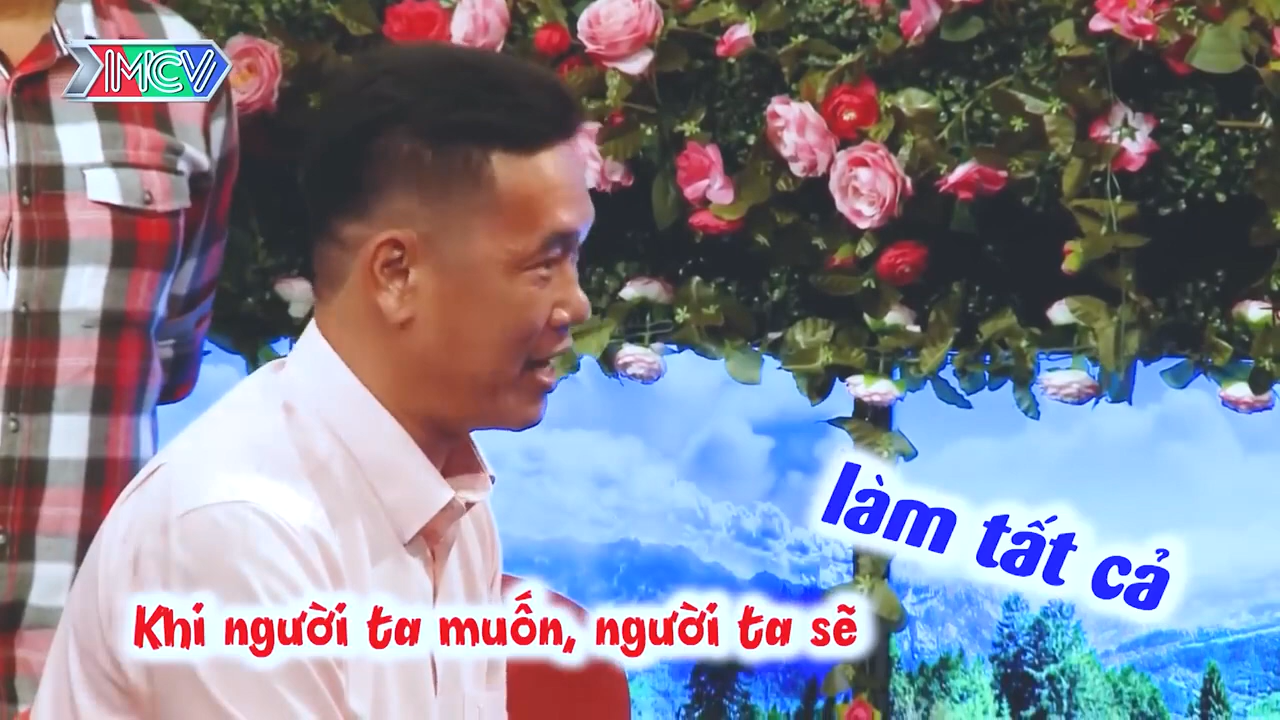 MCV
Khi người ta muốn, người ta sẽ
làm tất cả